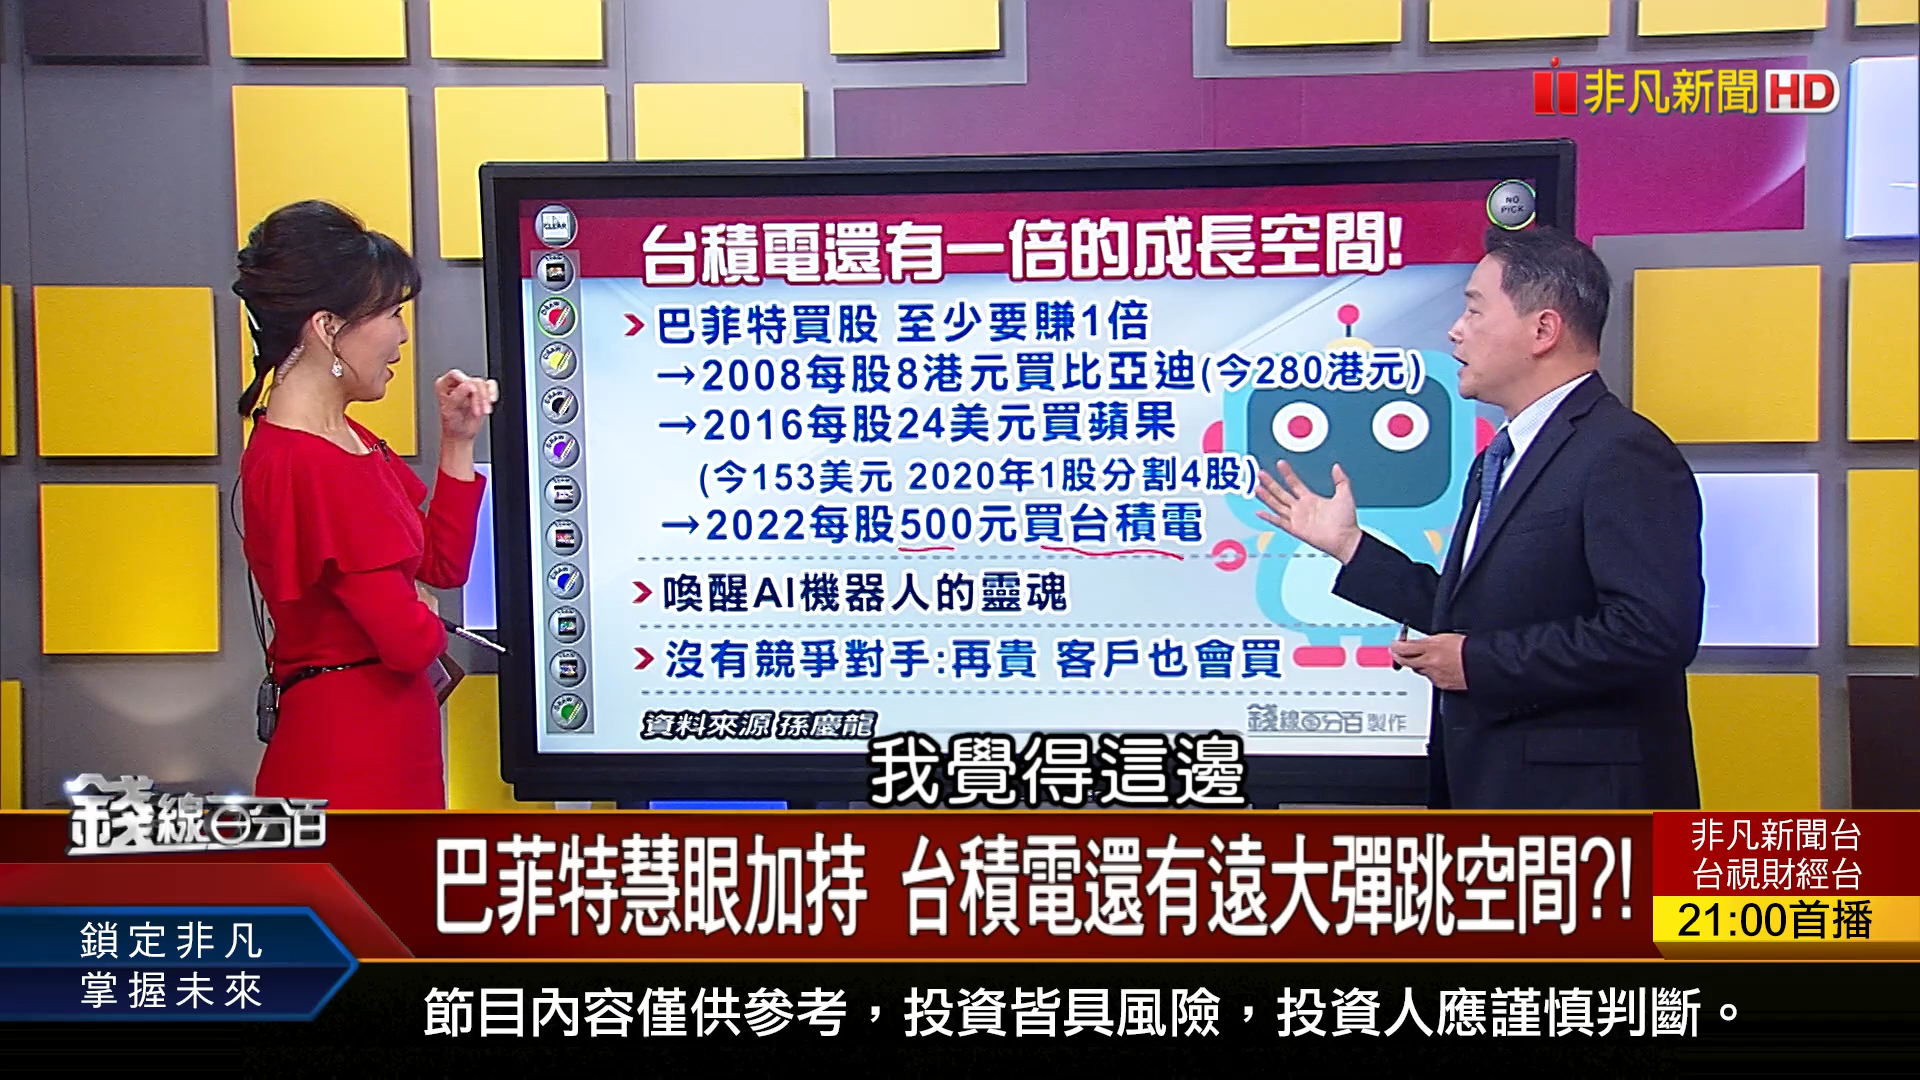 非凡新聞HD
NO PICK
CLEAR
台積電還有一倍的成長空間!
巴菲特買股 至少要賺1倍
→2008每股8港元買比亞迪(今280港元)
→2016每股24美元買蘋果
(今153美元 2020年1股分割4股)
→2022每股500元買台積電
喚醒AI機器人的靈魂
沒有競爭對手:再貴 客戶也會買
資料來源 孫慶龍
錢線百分百 製作
我覺得這邊
錢線百分百
巴菲特慧眼加持 台積電還有遠大彈跳空間?!
非凡新聞台
台視財經台
21:00首播
鎖定非凡
掌握未來
節目內容僅供參考,投資皆具風險,投資人應謹慎判斷。